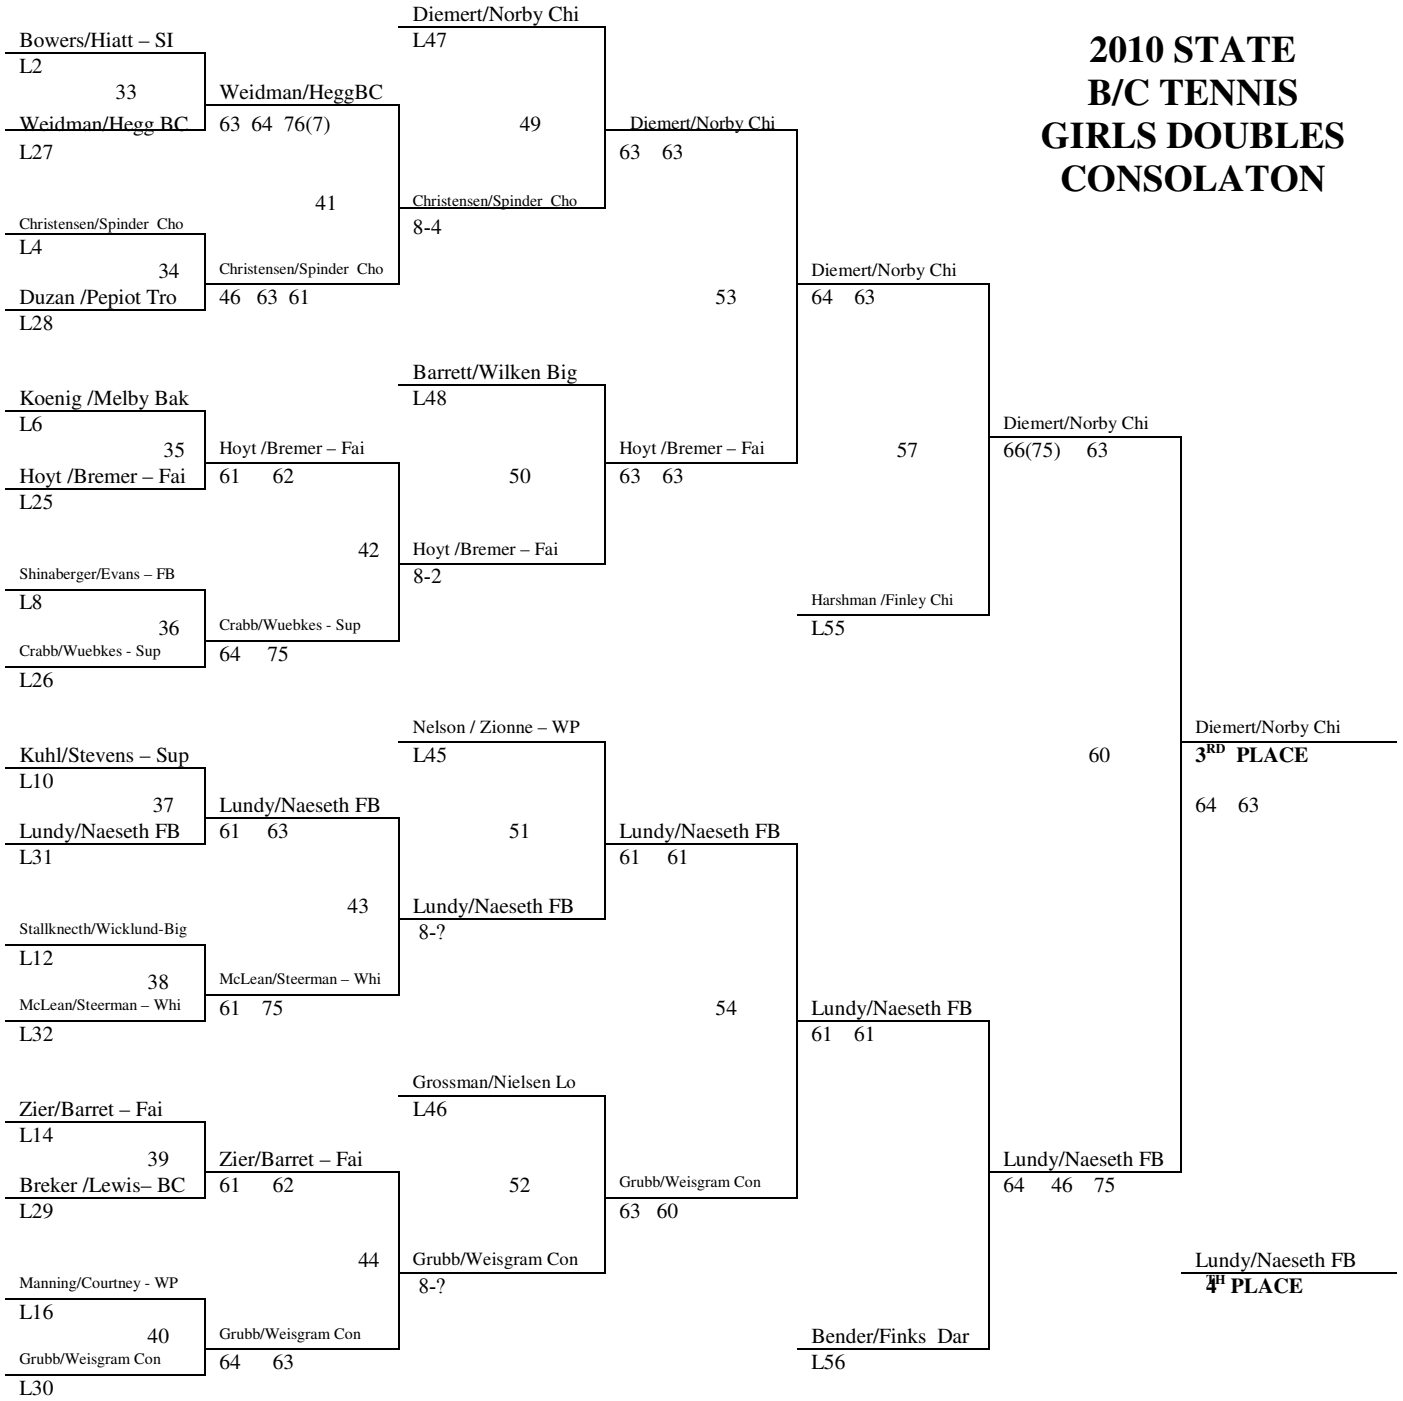 2010 STATE
B/C TENNIS
GIRLS DOUBLES
CONSOLATON
Diemert/Norby Chi
L47
Bowers/Hiatt – SI
L2
33
Weidman/Hegg BC
L27
Weidman/HeggBC
63 64 76(7)
49
Diemert/Norby Chi
63 63
41
Christensen/Spinder Cho
8-4
Christensen/Spinder Cho
L4
34
Duzan /Pepiot Tro
L28
Christensen/Spinder Cho
46 63 61
53
Diemert/Norby Chi
64 63
Barrett/Wilken Big
L48
Koenig /Melby Bak
L6
35
Hoyt /Bremer – Fai
L25
Hoyt /Bremer – Fai
61 62
50
Hoyt /Bremer – Fai
63 63
57
Diemert/Norby Chi
66(75) 63
42
Hoyt /Bremer – Fai
8-2
Shinaberger/Evans – FB
L8
36
Crabb/Wuebkes - Sup
L26
Crabb/Wuebkes - Sup
64 75
Harshman /Finley Chi
L55
Nelson / Zionne – WP
L45
60
Diemert/Norby Chi
3RD PLACE
64 63
Kuhl/Stevens – Sup
L10
37
Lundy/Naeseth FB
L31
Lundy/Naeseth FB
61 63
51
Lundy/Naeseth FB
61 61
43
Lundy/Naeseth FB
8-?
Stallknecth/Wicklund-Big
L12
38
McLean/Steerman – Whi
L32
McLean/Steerman – Whi
61 75
54
Lundy/Naeseth FB
61 61
Grossman/Nielsen Lo
L46
Zier/Barret – Fai
L14
39
Breker /Lewis– BC
L29
Zier/Barret – Fai
61 62
52
Grubb/Weisgram Con
63 60
Lundy/Naeseth FB
64 46 75
44
Grubb/Weisgram Con
8-?
Lundy/Naeseth FB
4TH PLACE
Manning/Courtney - WP
L16
40
Grubb/Weisgram Con
L30
Grubb/Weisgram Con
64 63
Bender/Finks Dar
L56